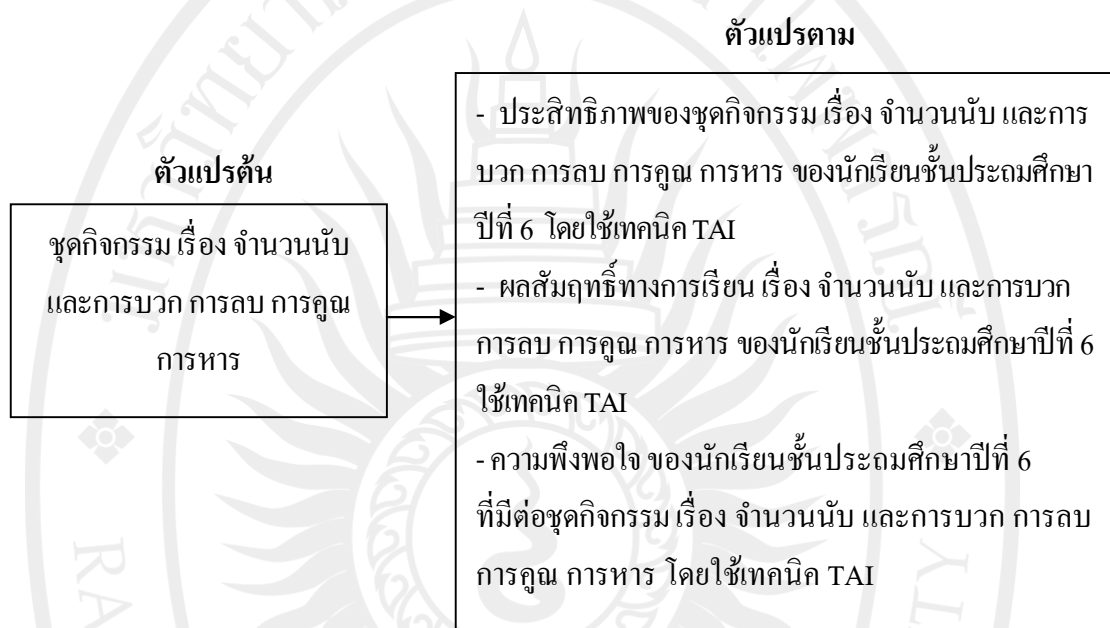 ตัวแปรตาม
- ประสิทธิภาพของชุดกิจกรรม เรื่อง จำนวนนับ และการ
บวก การลบ การคูณ การหาร ของนักเรียนชั้นประถมศึกษา
ปีที่ 6 โดยใช้เทคนิค TAI
- ผลสัมฤทธิ์ทางการเรียน เรื่อง จำนวนนับ และการบวก
การลบ การคูณ การหาร ของนักเรียนชั้นประถมศึกษาปีที่ 6
ใช้เทคนิค TAI
- ความพึงพอใจ ของนักเรียนชั้นประถมศึกษาปีที่ 6
ที่มีต่อชุดกิจกรรม เรื่อง จำนวนนับ และการบวก การลบ
การคูณ การหาร โดยใช้เทคนิค TAI
ตัวแปรต้น
ชุดกิจกรรม เรื่อง จำนวนนับ
และการบวก การลบ การคูณ
การหาร